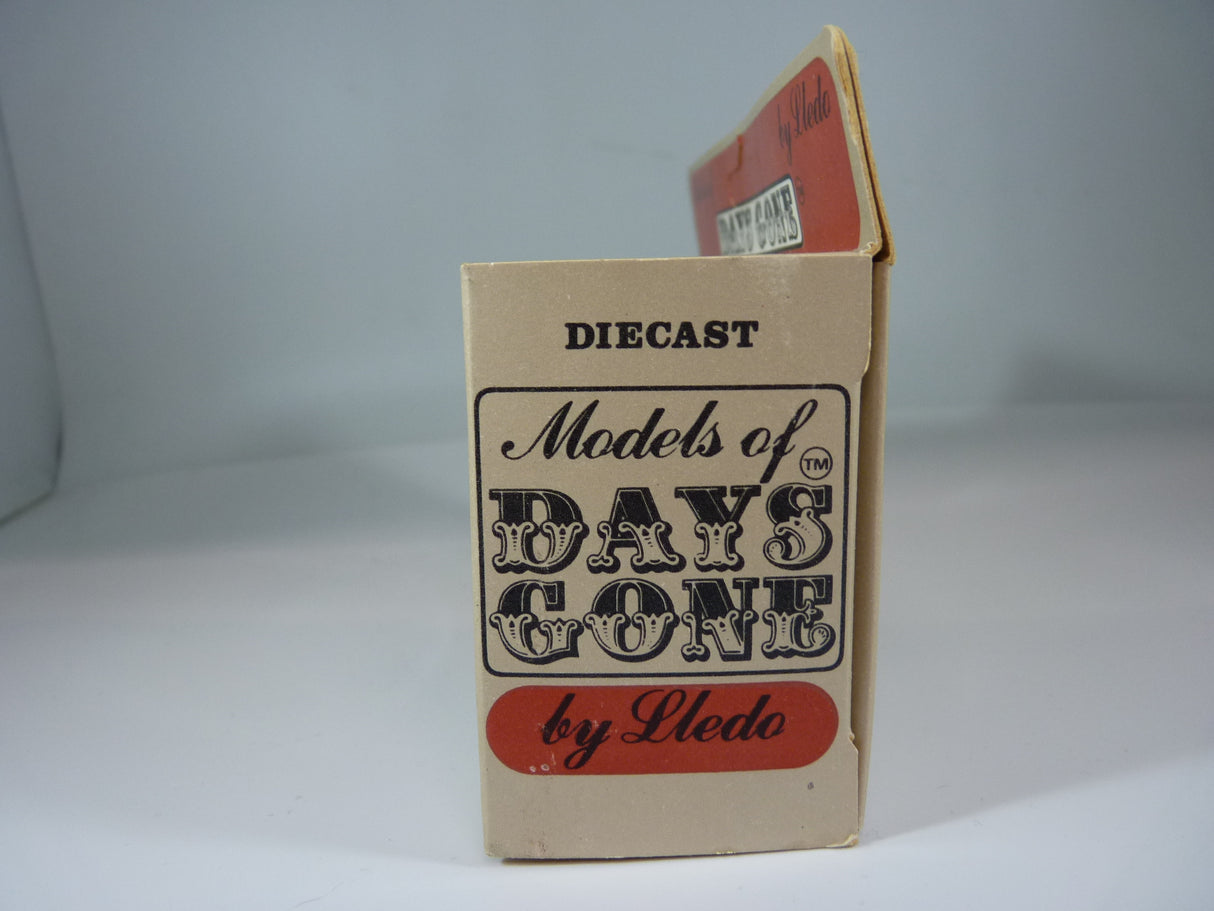 by Lledo
DAYS GONE
DIECAST
Models of
TM
DAYS
GONE
by Lledo